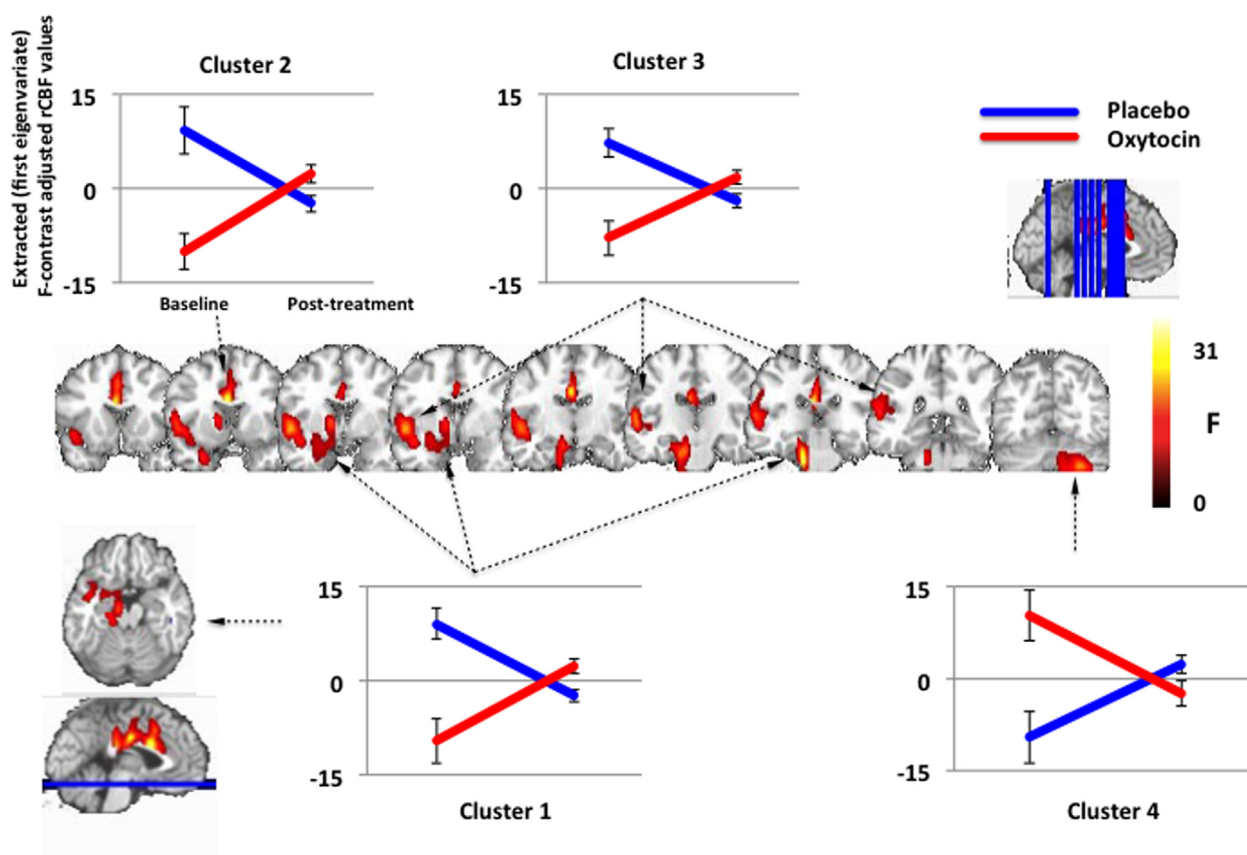 Extracted (first eigenvariate)
F-contrast adjusted rCBF values
Cluster 2
15
0
-15
Baseline
Post-treatment
Cluster 3
15
0
-15
Placebo
Oxytocin
31
F
0
15
0
-15
Cluster 1
15
0
-15
Cluster 4